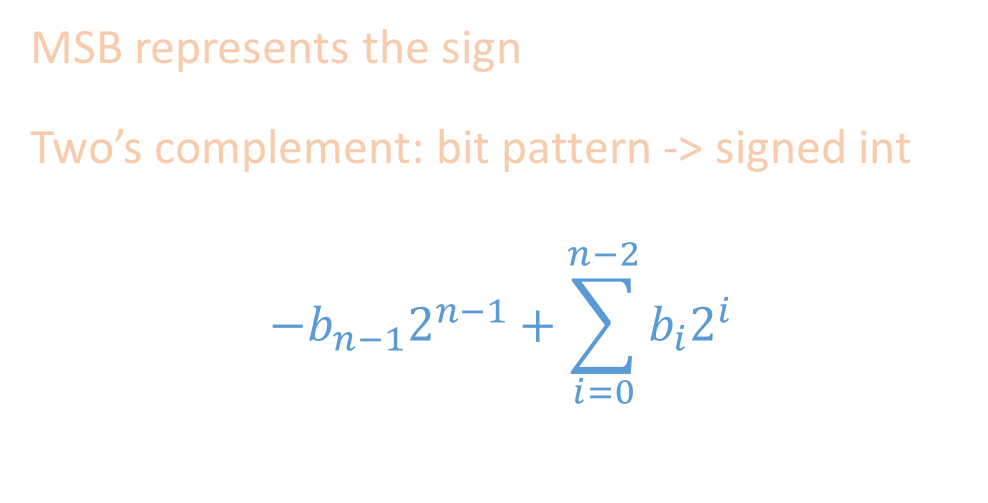 MSB represents the sign
Two’s complement: bit pattern -> signed int
$-b_{n-1}2^{n-1} + \sum_{i=0}^{n-2} b_i 2^i$